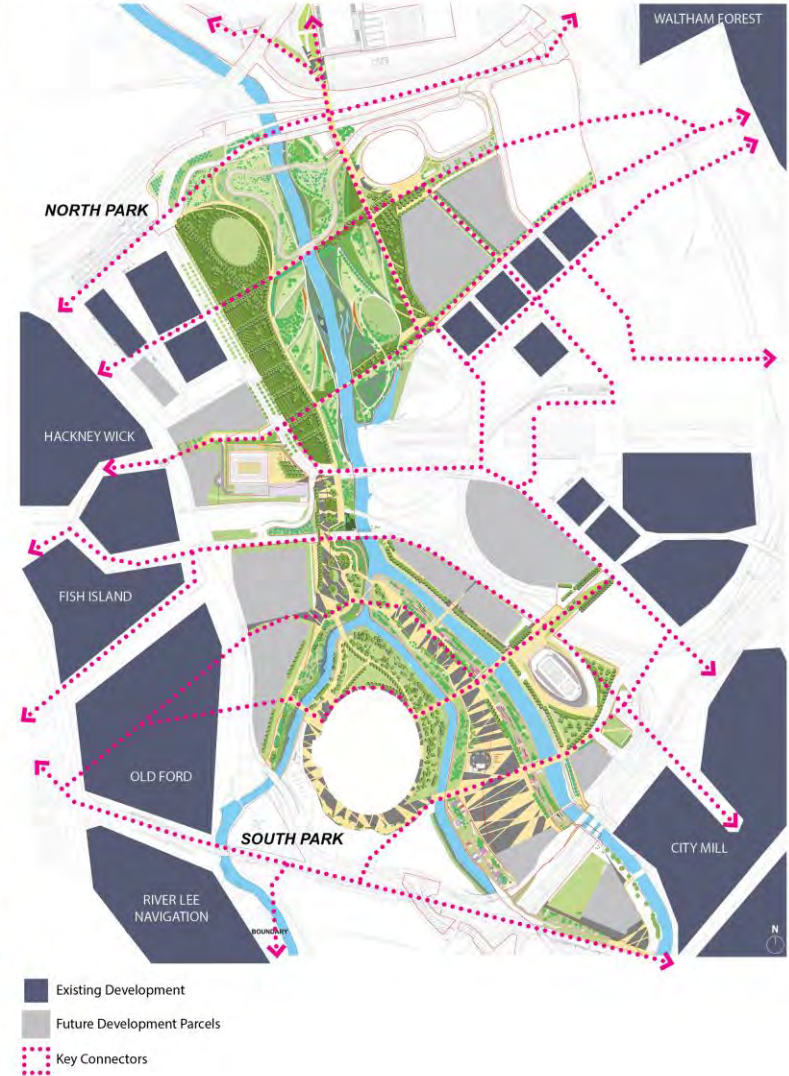 WALTHAM FOREST
NORTH PARK
HACKNEY WICK
FISH ISLAND
OLD FORD
SOUTH PARK
CITY MILL
RIVER LEE
NAVIGATION
BOUNDARY
N
Existing Development
Future Development Parcels
Key Connectors